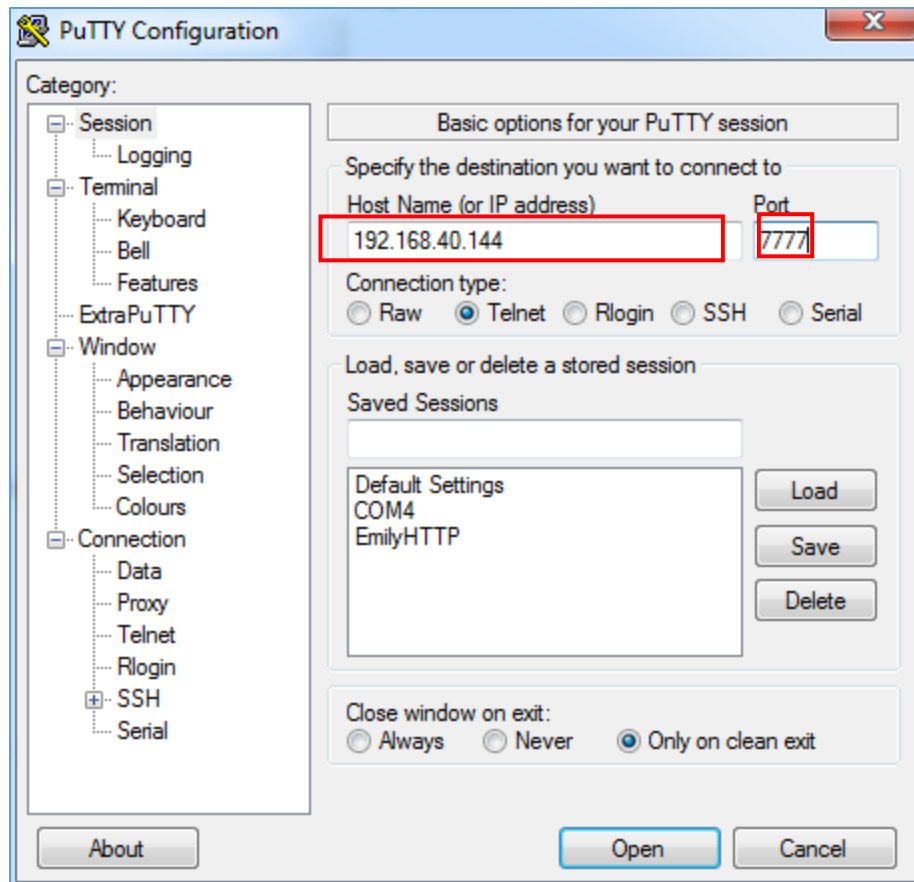 PuTTY Configuration
Category:
Session
Logging
Terminal
Keyboard
Bell
Features
ExtraPuTTY
Window
Appearance
Behaviour
Translation
Selection
Colours
Connection
Data
Proxy
Telnet
Rlogin
SSH
Serial
Basic options for your PuTTY session
Specify the destination you want to connect to
Host Name (or IP address) Port
192.168.40.144 7777
Connection type:
Raw Telnet Rlogin SSH Serial
Load, save or delete a stored session
Saved Sessions
Default Settings
COM4
EmilyHTTP
Load
Save
Delete
Close window on exit:
Always Never Only on clean exit
About Open Cancel